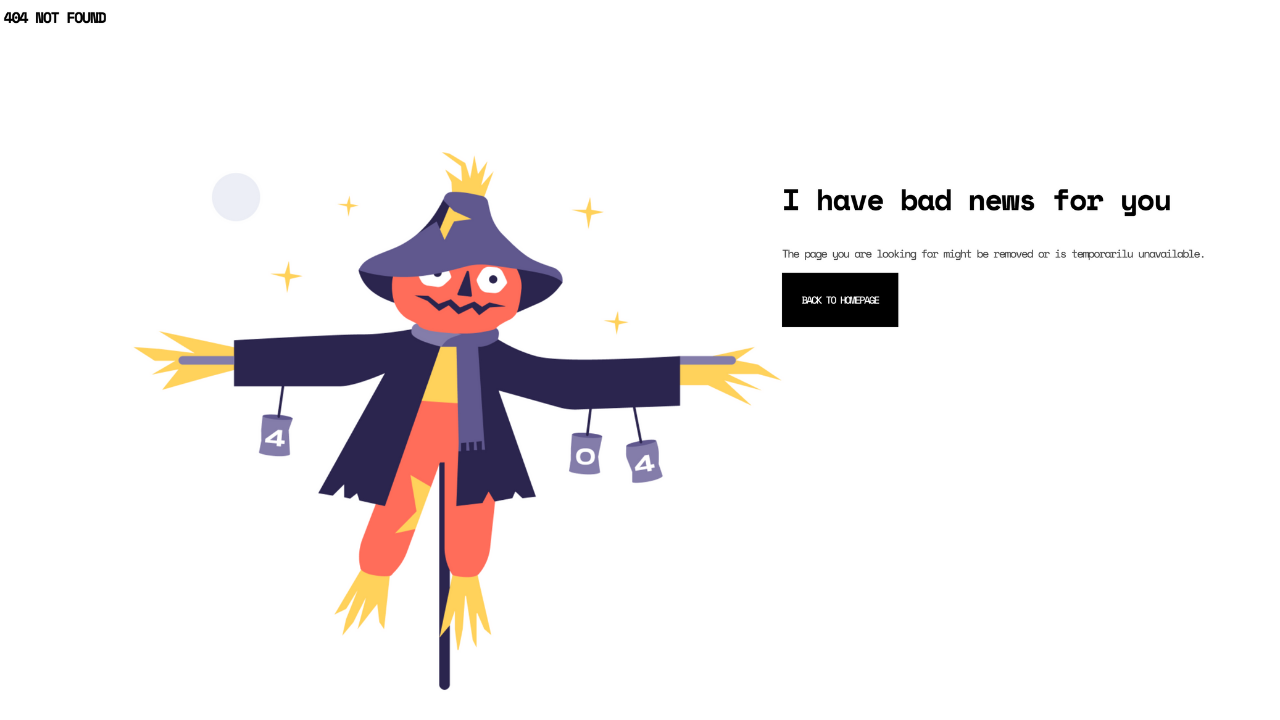 404 NOT FOUND
I have bad news for you
The page you are looking for might be removed or is temporarilu unavailable.
BACK TO HOMEPAGE
4
0
4